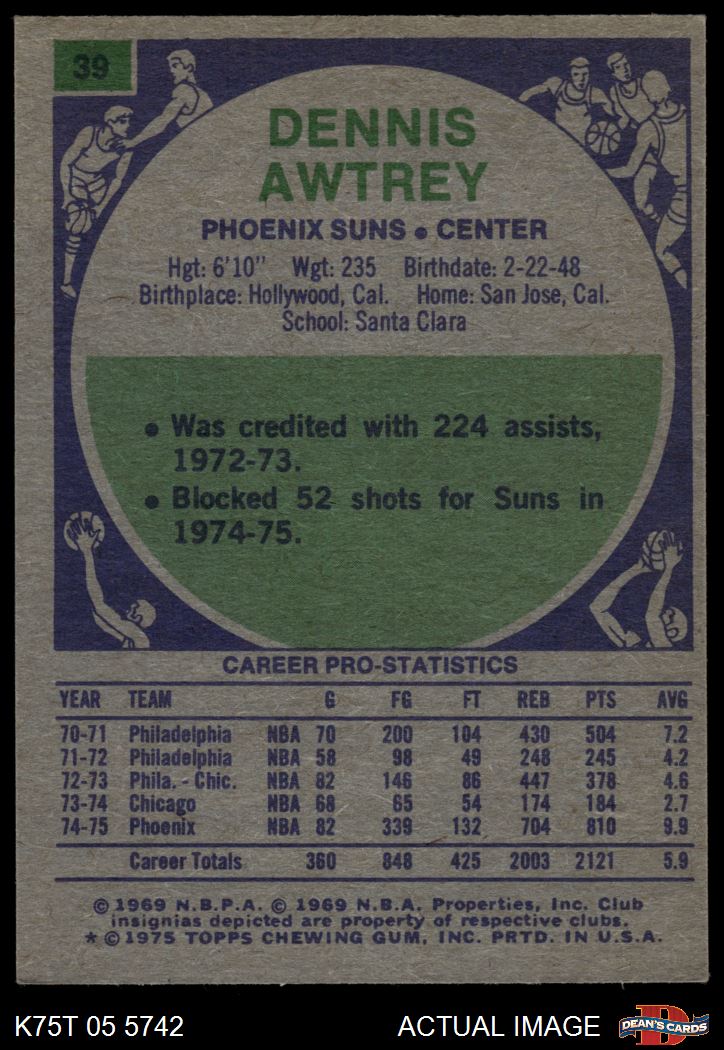 39
DENNIS
AWTREY
PHOENIX SUNS • CENTER
Hgt: 6'10" Wgt: 235 Birthdate: 2-22-48
Birthplace: Hollywood, Cal. Home: San Jose, Cal.
School: Santa Clara
• Was credited with 224 assists,
1972-73.
• Blocked 52 shots for Suns in
1974-75.
CAREER PRO-STATISTICS
YEAR TEAM G FG FT REB PTS AVG
70-71 Philadelphia NBA 70 200 104 430 504 7.2
71-72 Philadelphia NBA 58 98 49 248 245 4.2
72-73 Phila. - Chic. NBA 82 146 86 447 378 4.6
73-74 Chicago NBA 68 65 54 174 184 2.7
74-75 Phoenix NBA 82 339 132 704 810 9.9
Career Totals 360 848 425 2003 2121 5.9
© 1969 N.B.P.A. © 1969 N.B.A. Properties, Inc. Club
insignias depicted are property of respective clubs.
* © 1975 TOPPS CHEWING GUM, INC. PRTD. IN U.S.A.
K75T 05 5742 ACTUAL IMAGE
D
DEAN'S CARDS